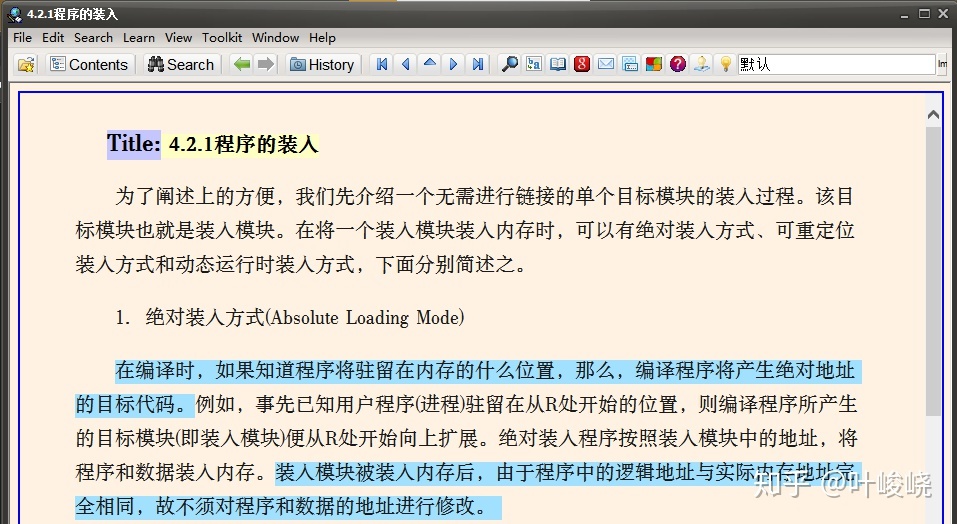 4.2.1程序的装入
File Edit Search Learn View Toolkit Window Help
Contents Search History 默认 Im
Title: 4.2.1程序的装入
为了阐述上的方便，我们先介绍一个无需进行链接的单个目标模块的装入过程。该目
标模块也就是装入模块。在将一个装入模块装入内存时，可以有绝对装入方式、可重定位
装入方式和动态运行时装入方式，下面分别简述之。
1. 绝对装入方式(Absolute Loading Mode)
在编译时，如果知道程序将驻留在内存的什么位置，那么，编译程序将产生绝对地址
的目标代码。例如，事先已知用户程序(进程)驻留在从R处开始的位置，则编译程序所产生
的目标模块(即装入模块)便从R处开始向上扩展。绝对装入程序按照装入模块中的地址，将
程序和数据装入内存。装入模块被装入内存后，由于程序中的逻辑地址与实际内存地址完
全相同，故不须对程序和数据的地址进行修改。
知乎 @叶峻峣